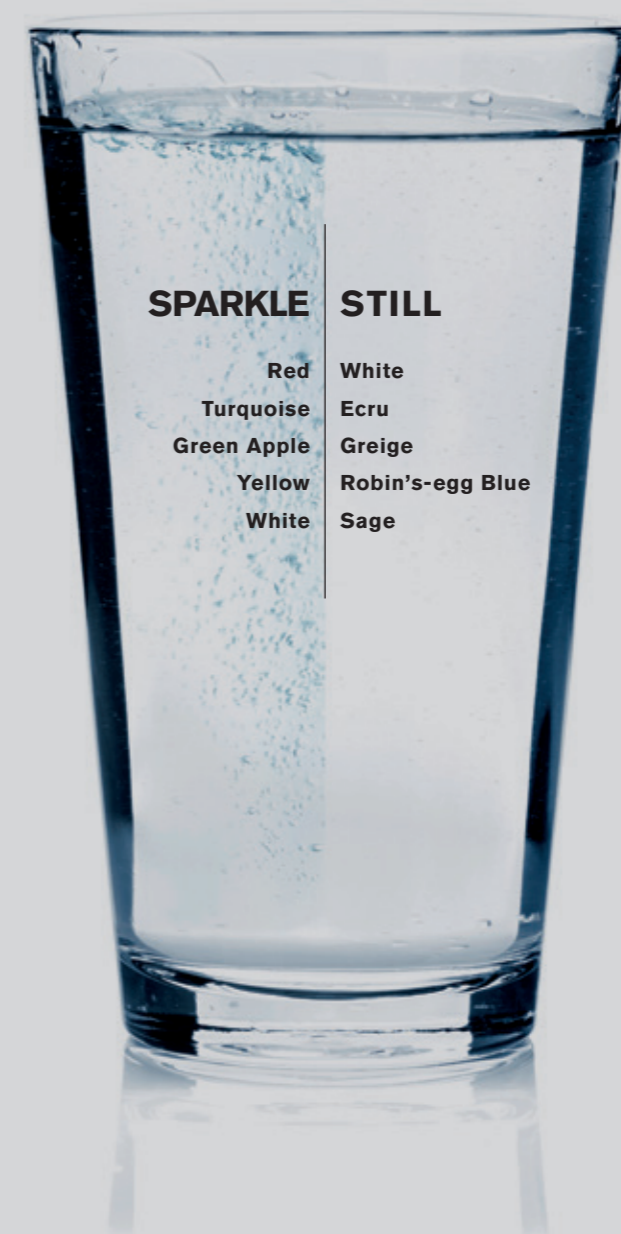 SPARKLE
Red
Turquoise
Green Apple
Yellow
White
STILL
White
Ecru
Greige
Robin’s-egg Blue
Sage